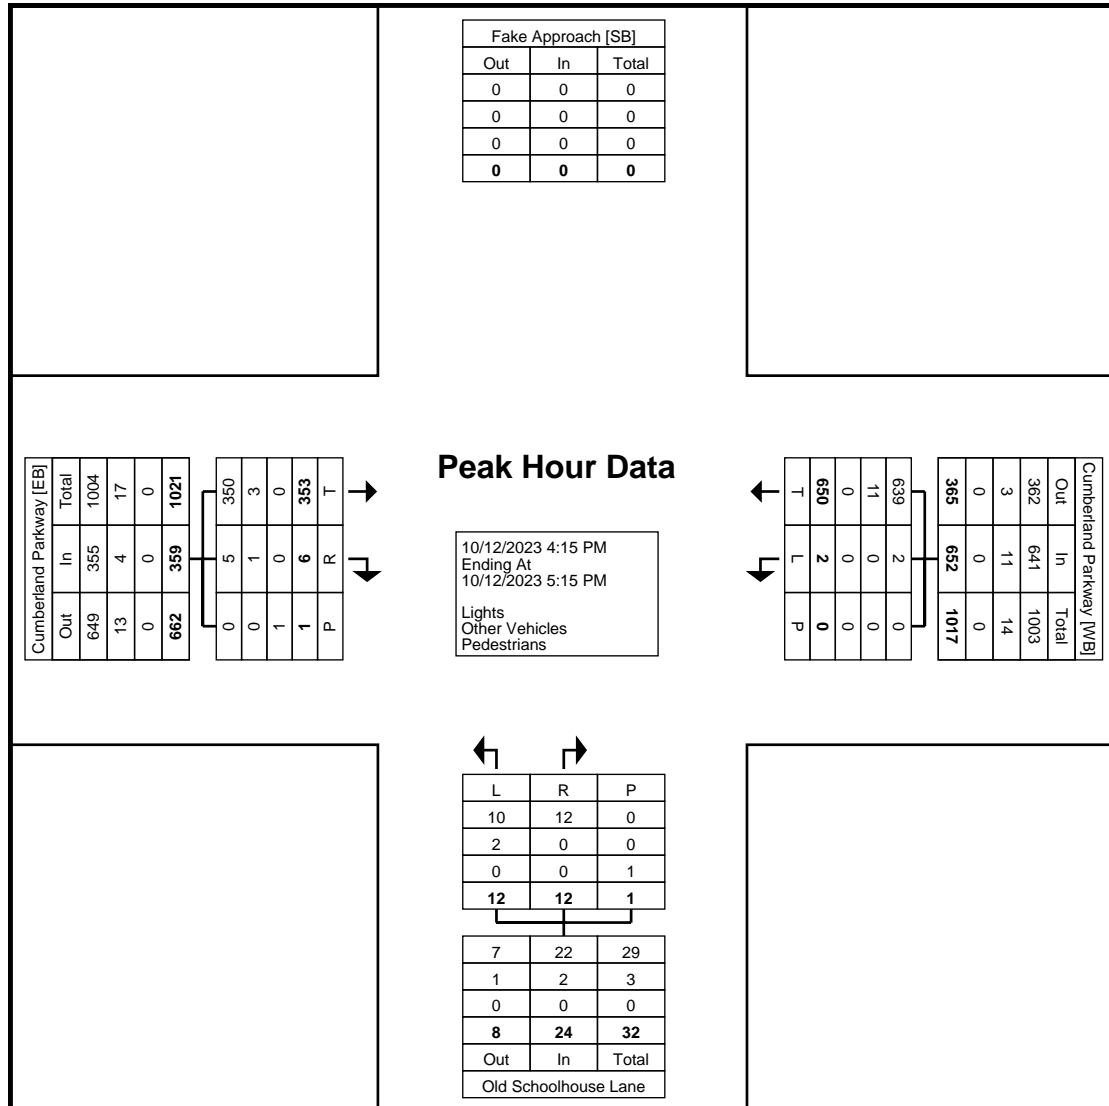 Fake Approach [SB]
Out In Total
0 0 0
0 0 0
0 0 0
0 0 0
Peak Hour Data
10/12/2023 4:15 PM
Ending At
10/12/2023 5:15 PM
Lights
Other Vehicles
Pedestrians
Cumberland Parkway [EB]
Out In Total
649 355 1004
13 4 17
0 0 0
662 359 1021
0 5 350
0 1 3
1 0 0
1 6 353
P R T
Cumberland Parkway [WB]
Out In Total
362 641 1003
3 11 14
0 0 0
365 652 1017
639 2 0
11 0 0
0 0 0
650 2 0
T L P
L R P
10 12 0
2 0 0
0 0 1
12 12 1
7 22 29
1 2 3
0 0 0
8 24 32
Out In Total
Old Schoolhouse Lane